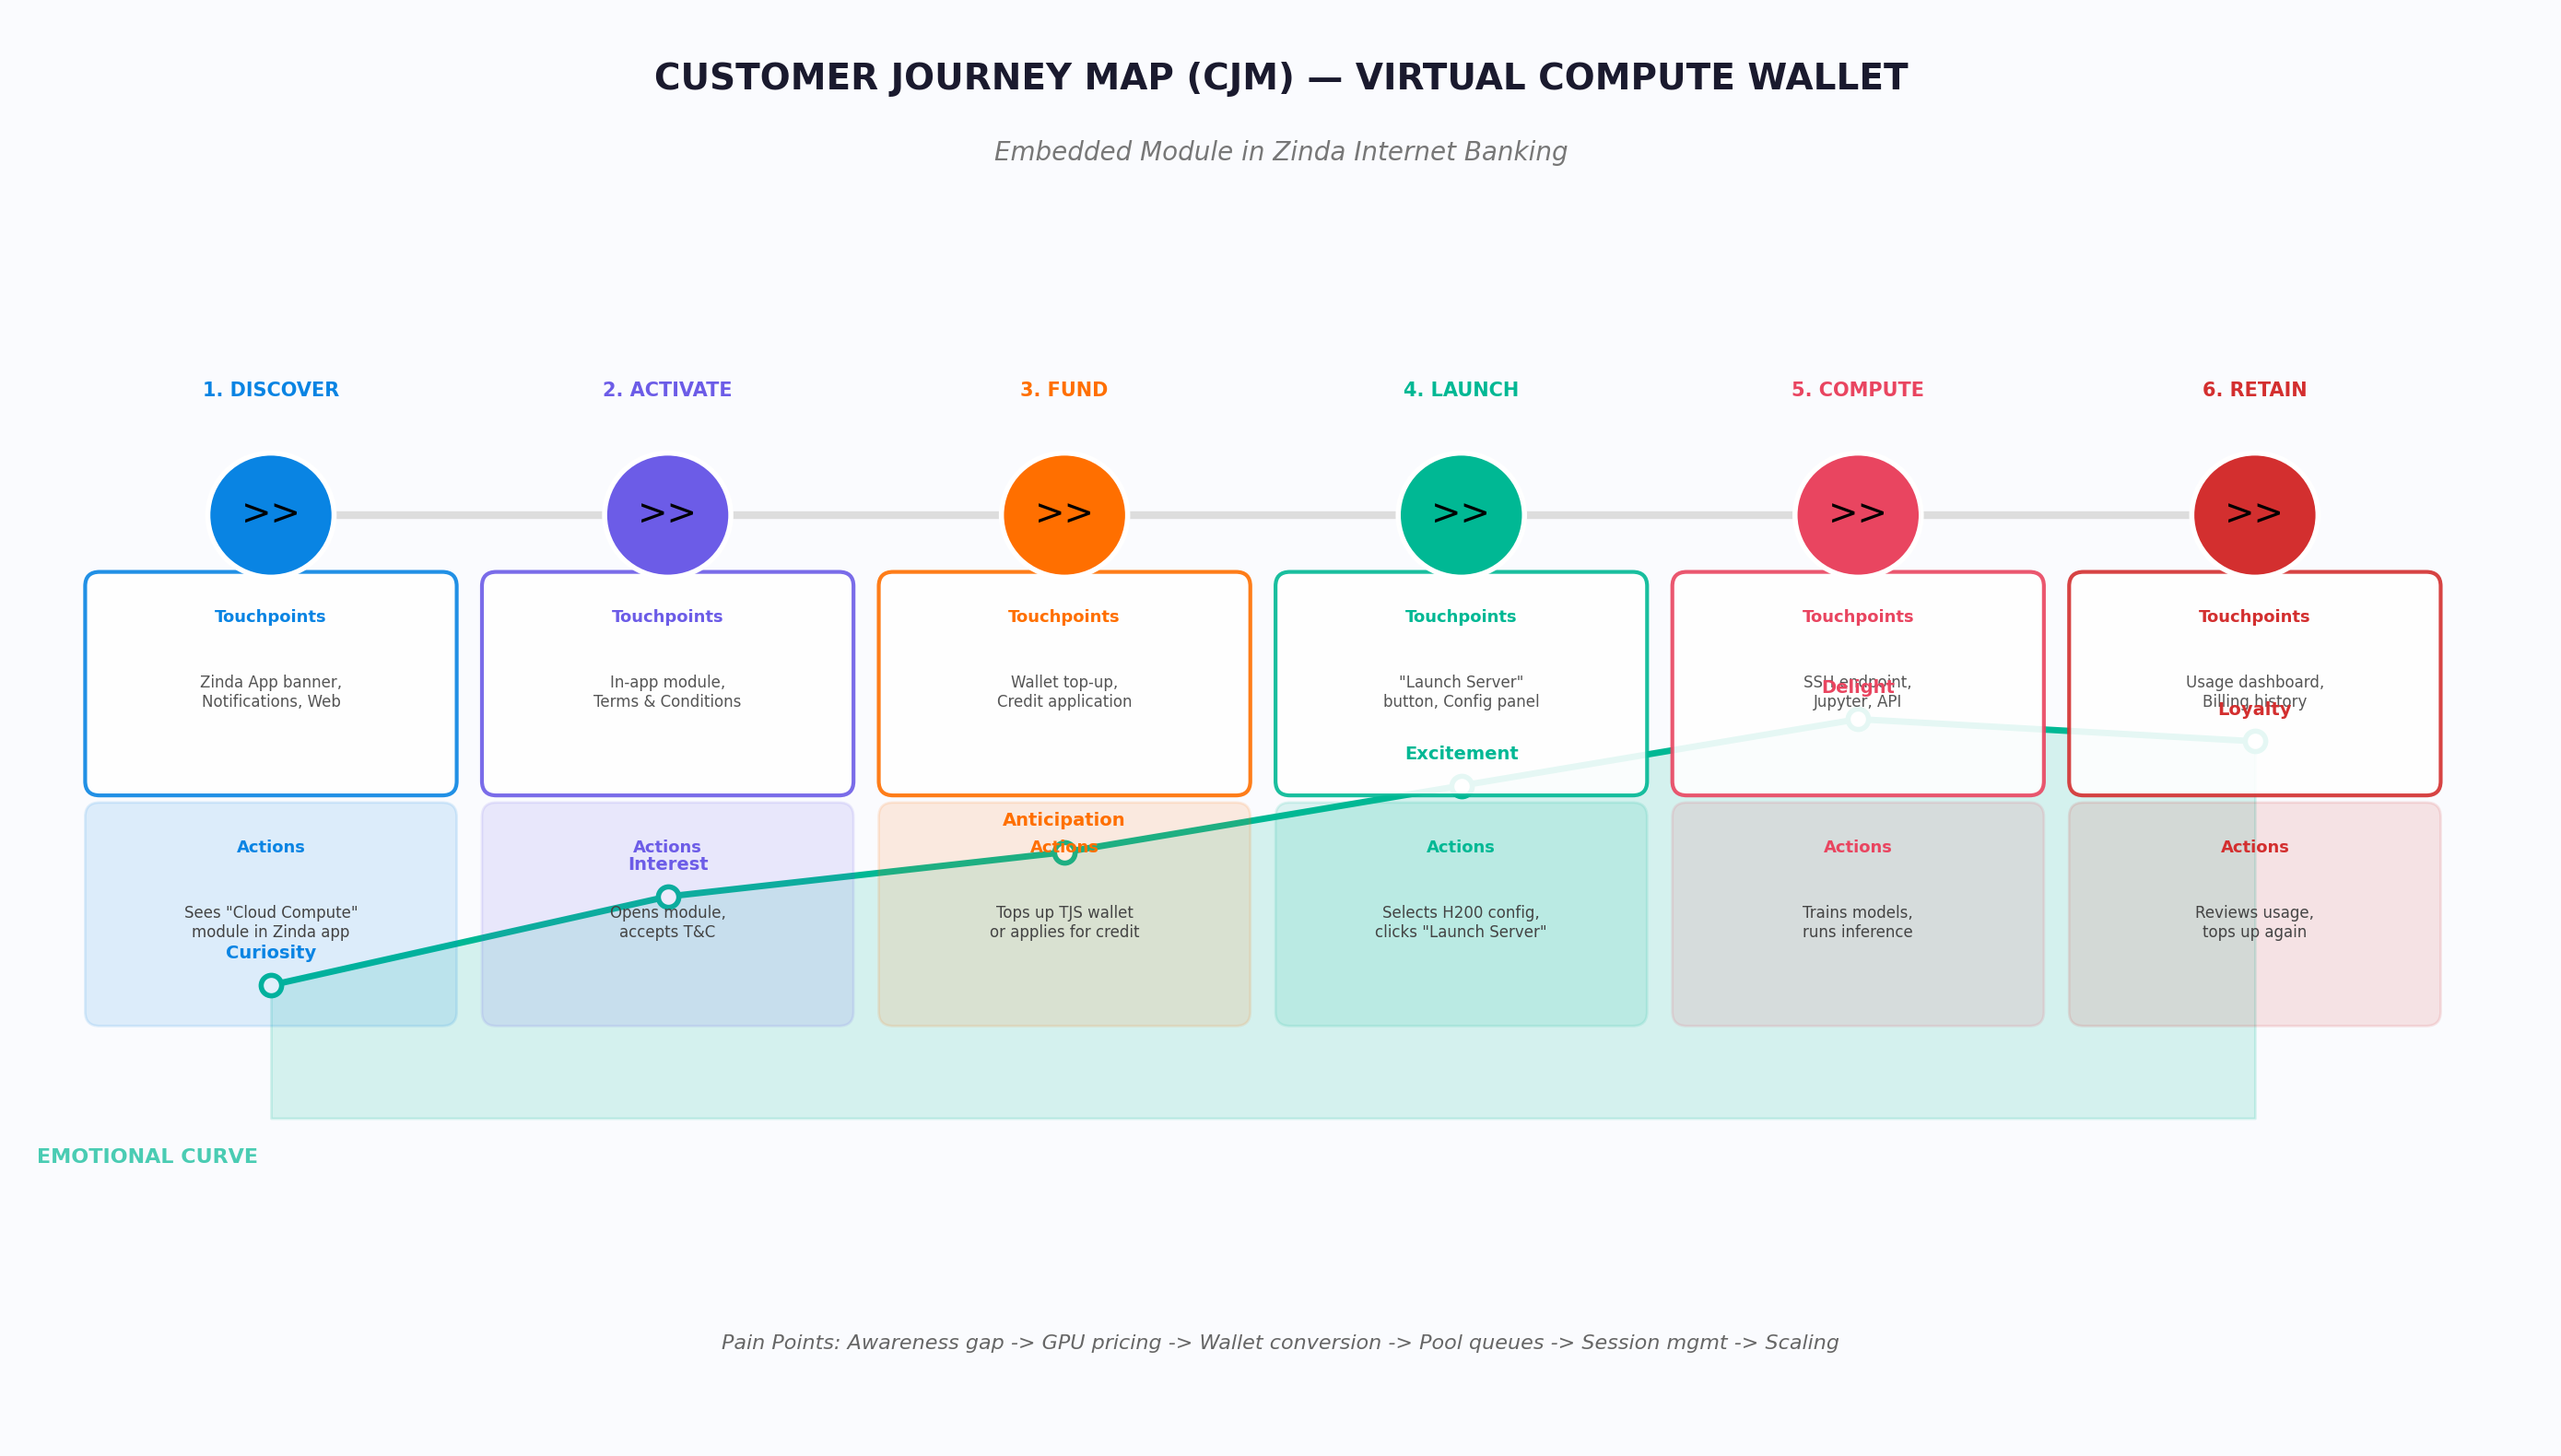 CUSTOMER JOURNEY MAP (CJM) — VIRTUAL COMPUTE WALLET
Embedded Module in Zinda Internet Banking
1. DISCOVER
2. ACTIVATE
3. FUND
4. LAUNCH
5. COMPUTE
6. RETAIN
>>
>>
>>
>>
>>
>>
Touchpoints
Zinda App banner,
Notifications, Web
Touchpoints
In-app module,
Terms & Conditions
Touchpoints
Wallet top-up,
Credit application
Touchpoints
"Launch Server"
button, Config panel
Excitement
Touchpoints
SSH endpoint,
Delight
Jupyter, API
Touchpoints
Usage dashboard,
Billing history
Loyalty
Actions
Sees "Cloud Compute"
module in Zinda app
Curiosity
Actions
Interest
Opens module,
accepts T&C
Anticipation
Actions
Tops up TJS wallet
or applies for credit
Actions
Selects H200 config,
clicks "Launch Server"
Actions
Trains models,
runs inference
Actions
Reviews usage,
tops up again
EMOTIONAL CURVE
Pain Points: Awareness gap -> GPU pricing -> Wallet conversion -> Pool queues -> Session mgmt -> Scaling